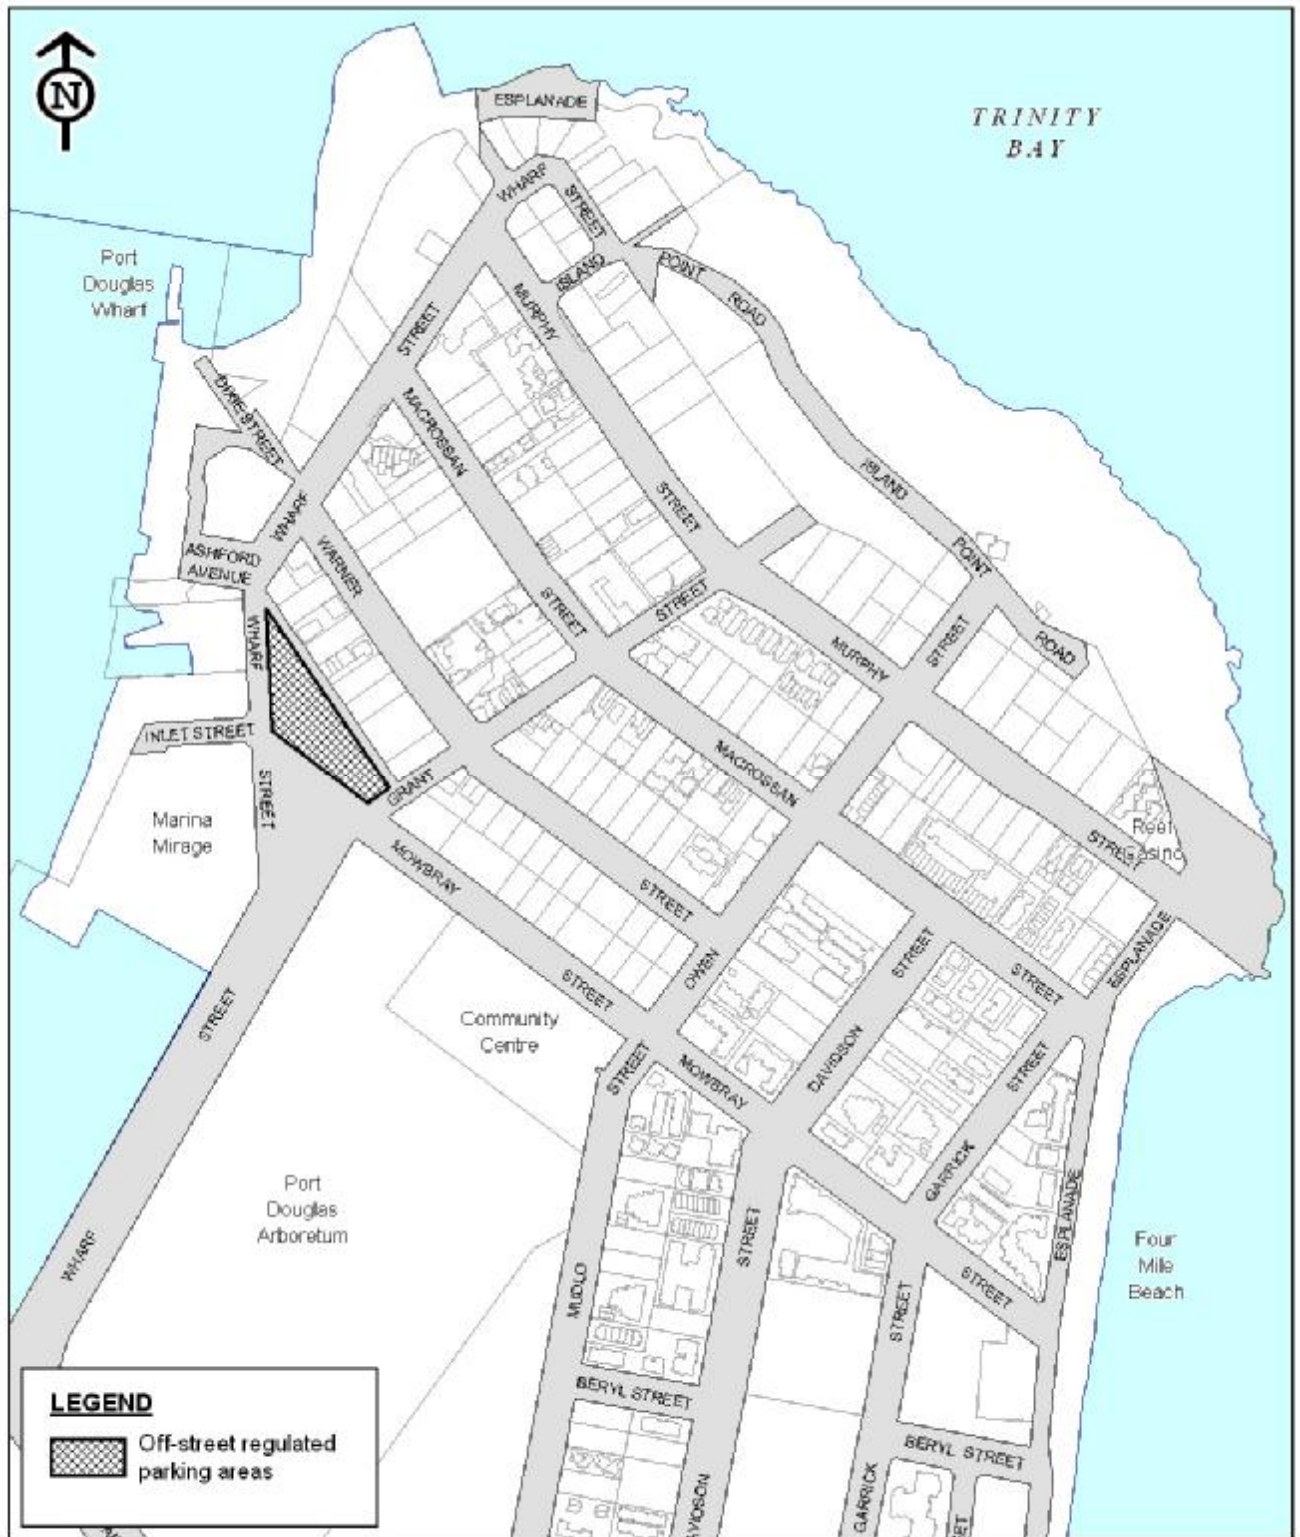 N
ESPLANADE
TRINITY
BAY
WHARF
STREET
Port
Douglas
Wharf
ISLAND
POINT
ROAD
MURPHY
STREET
DIXIE STREET
MACROSSAN
ISLAND
STREET
WHARF
POINT
ASHFORD
AVENUE
WARNER
STREET
STREET
WHARF
MURPHY
STREET
ROAD
INLET STREET
STREET
GRANT
MACROSSAN
Marina
Mirage
STREET
Reef
Casino
MOWBRAY
STREET
ESPLANADE
OWEN
STREET
STREET
STREET
STREET
Community
Centre
DAVIDSON
STREET
STREET
MOWBRAY
GARRICK
Port
Douglas
Arboretum
ESPLANADE
WHARF
STREET
Four
Mile
Beach
MUDLO
STREET
STREET
LEGEND
BERYL STREET
Off-street regulated
parking areas
BERYL STREET
GARRICK